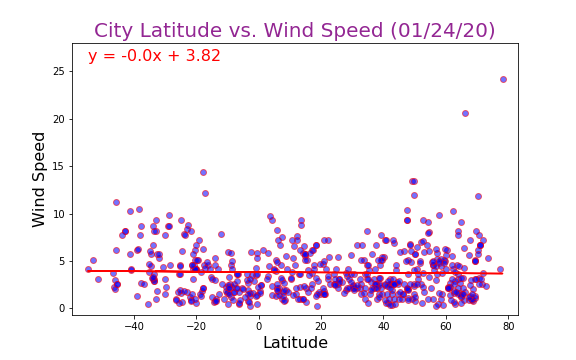 City Latitude vs. Wind Speed (01/24/20)
y = -0.0x + 3.82
Wind Speed
25
20
15
10
5
0
−40 −20 0 20 40 60 80
Latitude